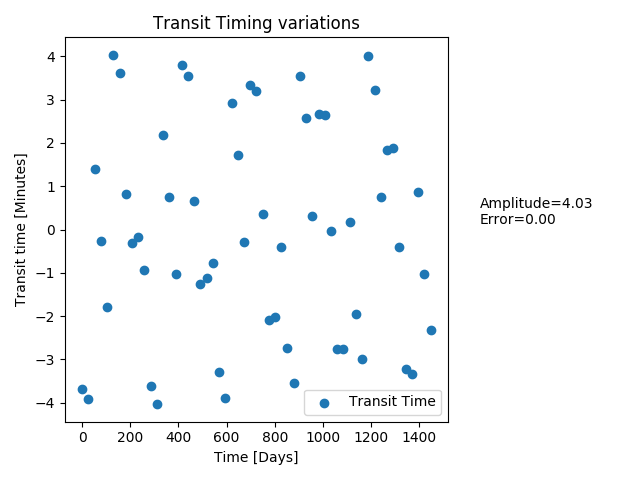 Transit Timing variations
Transit time [Minutes]
4
3
2
1
0
−1
−2
−3
−4
0
200
400
600
800
1000
1200
1400
Time [Days]
Transit Time
Amplitude=4.03
Error=0.00